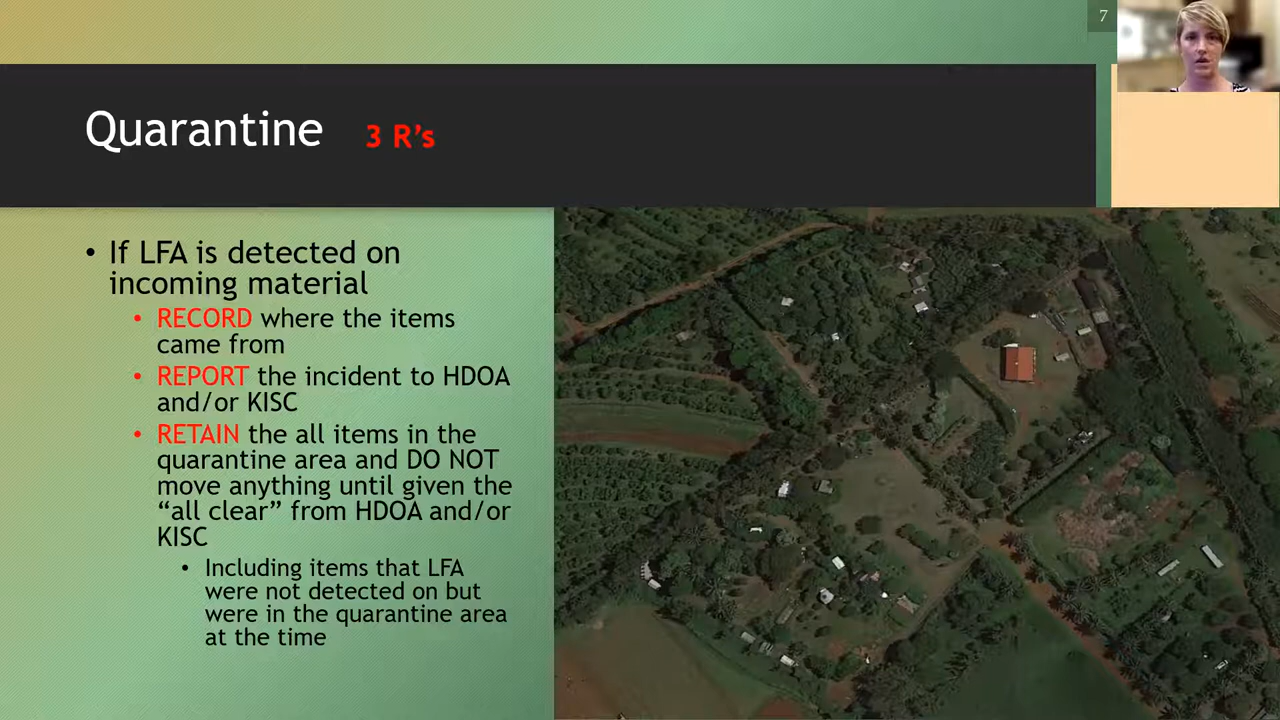 7
Quarantine 3 R's
• If LFA is detected on
incoming material
• RECORD where the items
came from
• REPORT the incident to HDOA
and/or KISC
• RETAIN the all items in the
quarantine area and DO NOT
move anything until given the
“all clear” from HDOA and/or
KISC
• Including items that LFA
were not detected on but
were in the quarantine area
at the time